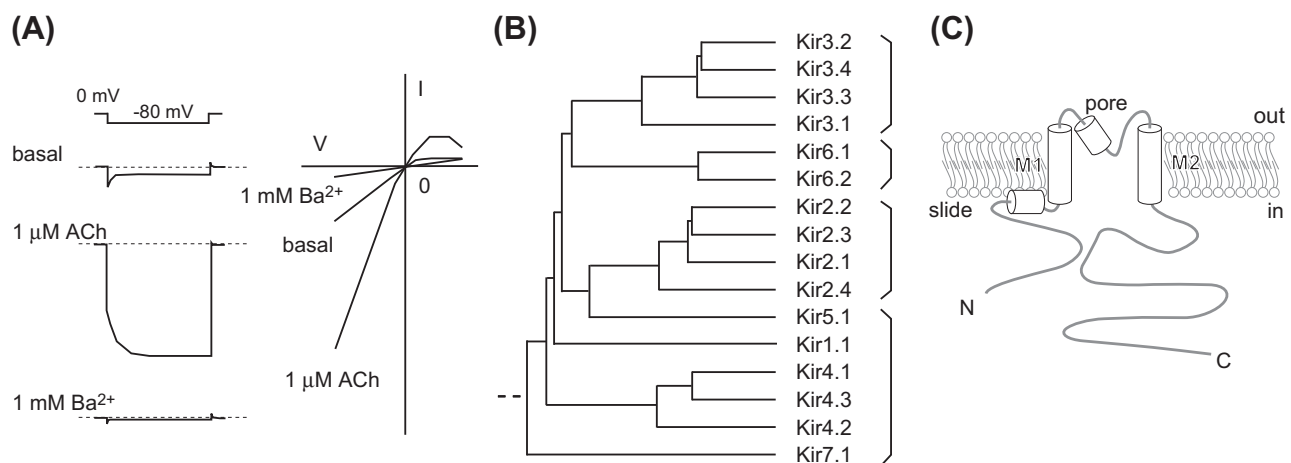 (A)
0 mV
-80 mV
basal
1 μM ACh
1 mM Ba2+
I
V
0
1 mM Ba2+
basal
1 μM ACh
(B)
Kir3.2
Kir3.4
Kir3.3
Kir3.1
Kir6.1
Kir6.2
Kir2.2
Kir2.3
Kir2.1
Kir2.4
Kir5.1
Kir1.1
Kir4.1
Kir4.3
Kir4.2
Kir7.1
(C)
pore
out
M1
M2
slide
in
N
C